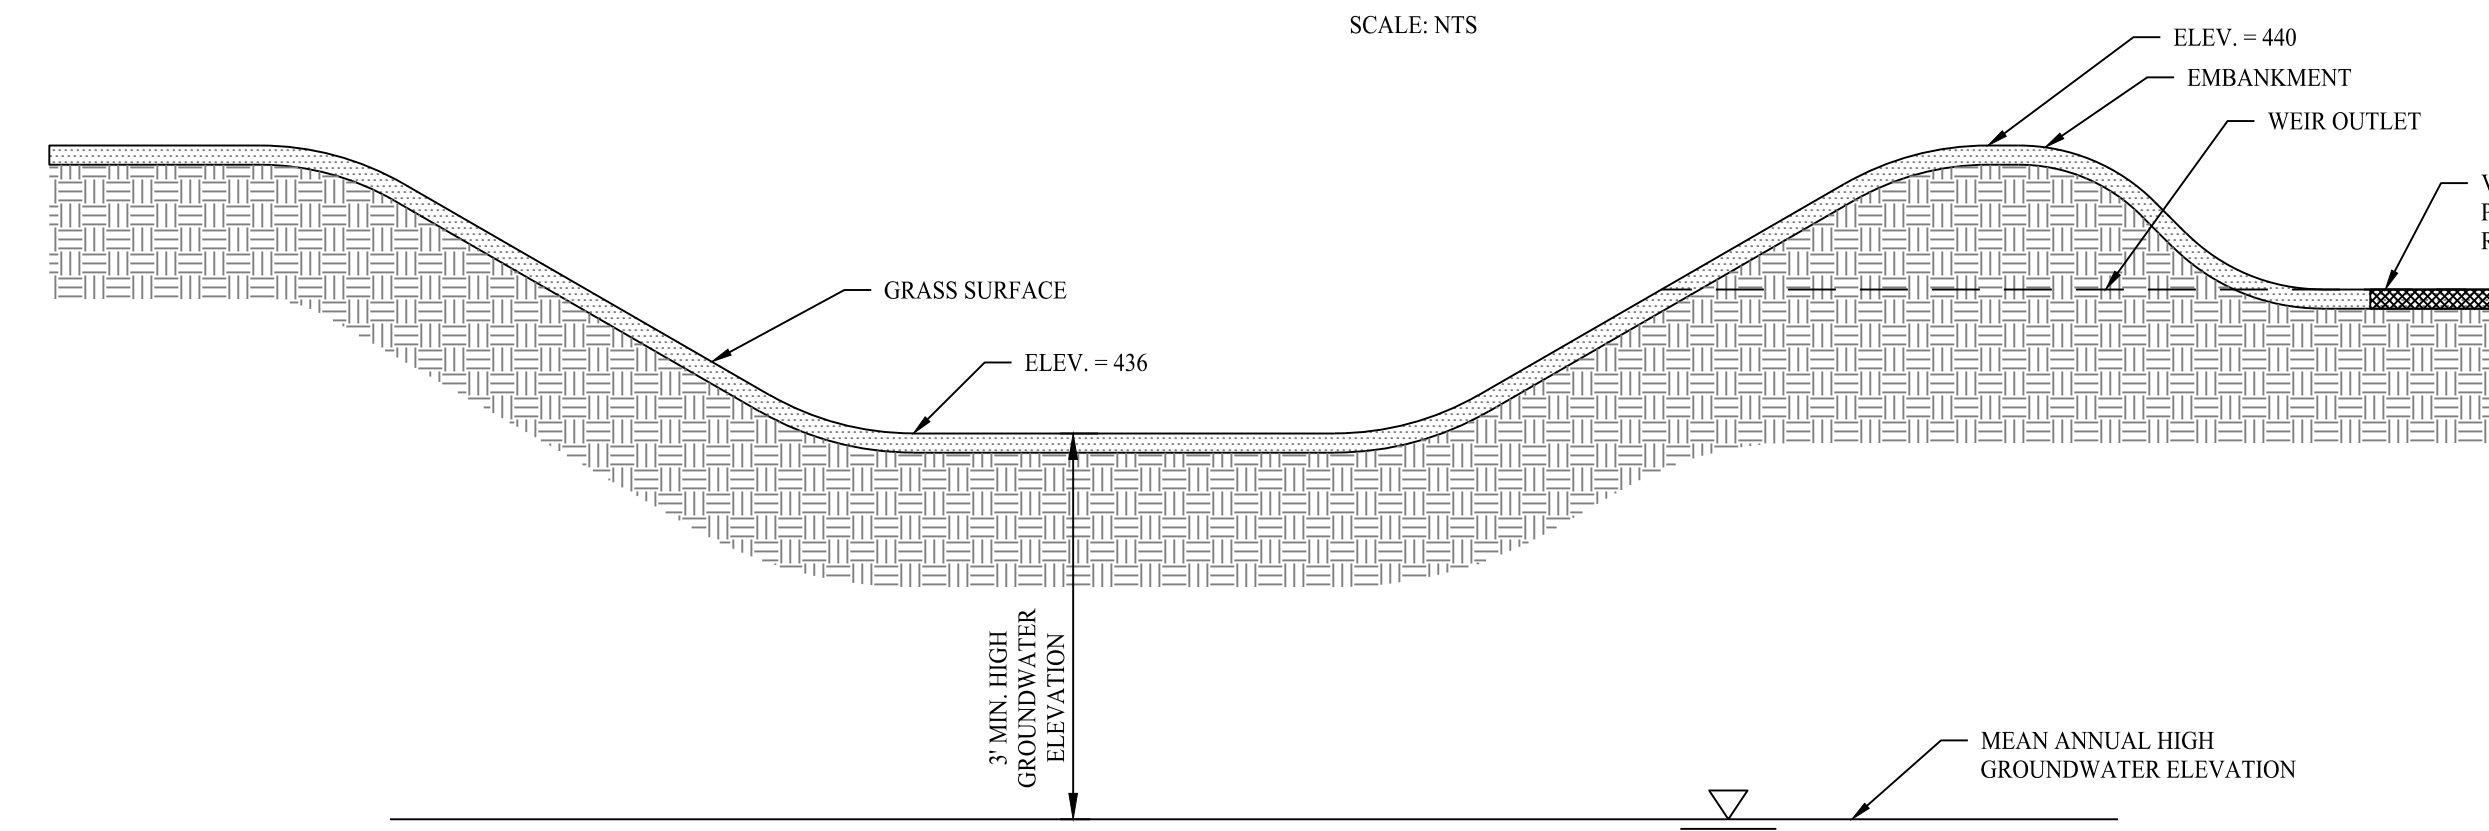 SCALE: NTS
ELEV. = 440
EMBANKMENT
WEIR OUTLET
GRASS SURFACE
ELEV. = 436
3' MIN. HIGH
GROUNDWATER
ELEVATION
MEAN ANNUAL HIGH
GROUNDWATER ELEVATION